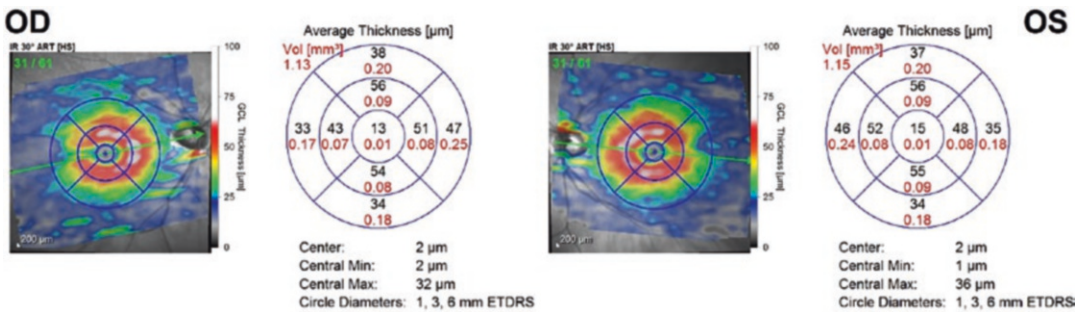 OD
IR 30° ART [HS]
31 / 61
200 µm
100
75
50
25
0
GCL Thickness [µm]
Average Thickness [µm]
Vol [mm³]
1.13
38
0.20
56
0.09
33 43 13 51 47
0.17 0.07 0.01 0.08 0.25
54
0.08
34
0.18
Center: 2 µm
Central Min: 2 µm
Central Max: 32 µm
Circle Diameters: 1, 3, 6 mm ETDRS
OS
IR 30° ART [HS]
31 / 61
200 µm
100
75
50
25
0
GCL Thickness [µm]
Average Thickness [µm]
Vol [mm³]
1.15
37
0.20
56
0.09
46 52 15 48 35
0.24 0.08 0.01 0.08 0.18
55
0.09
34
0.18
Center: 2 µm
Central Min: 1 µm
Central Max: 36 µm
Circle Diameters: 1, 3, 6 mm ETDRS